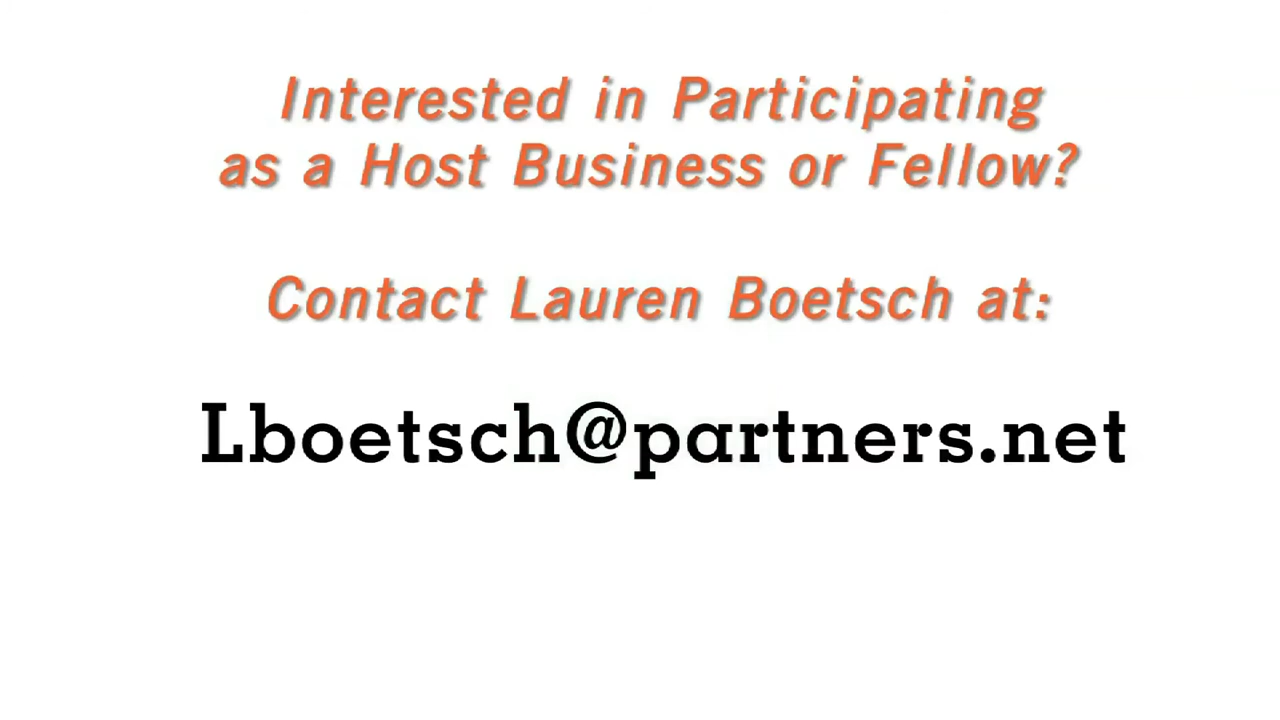 Interested in Participating
as a Host Business or Fellow?
Contact Lauren Boetsch at:
Lboetsch@partners.net